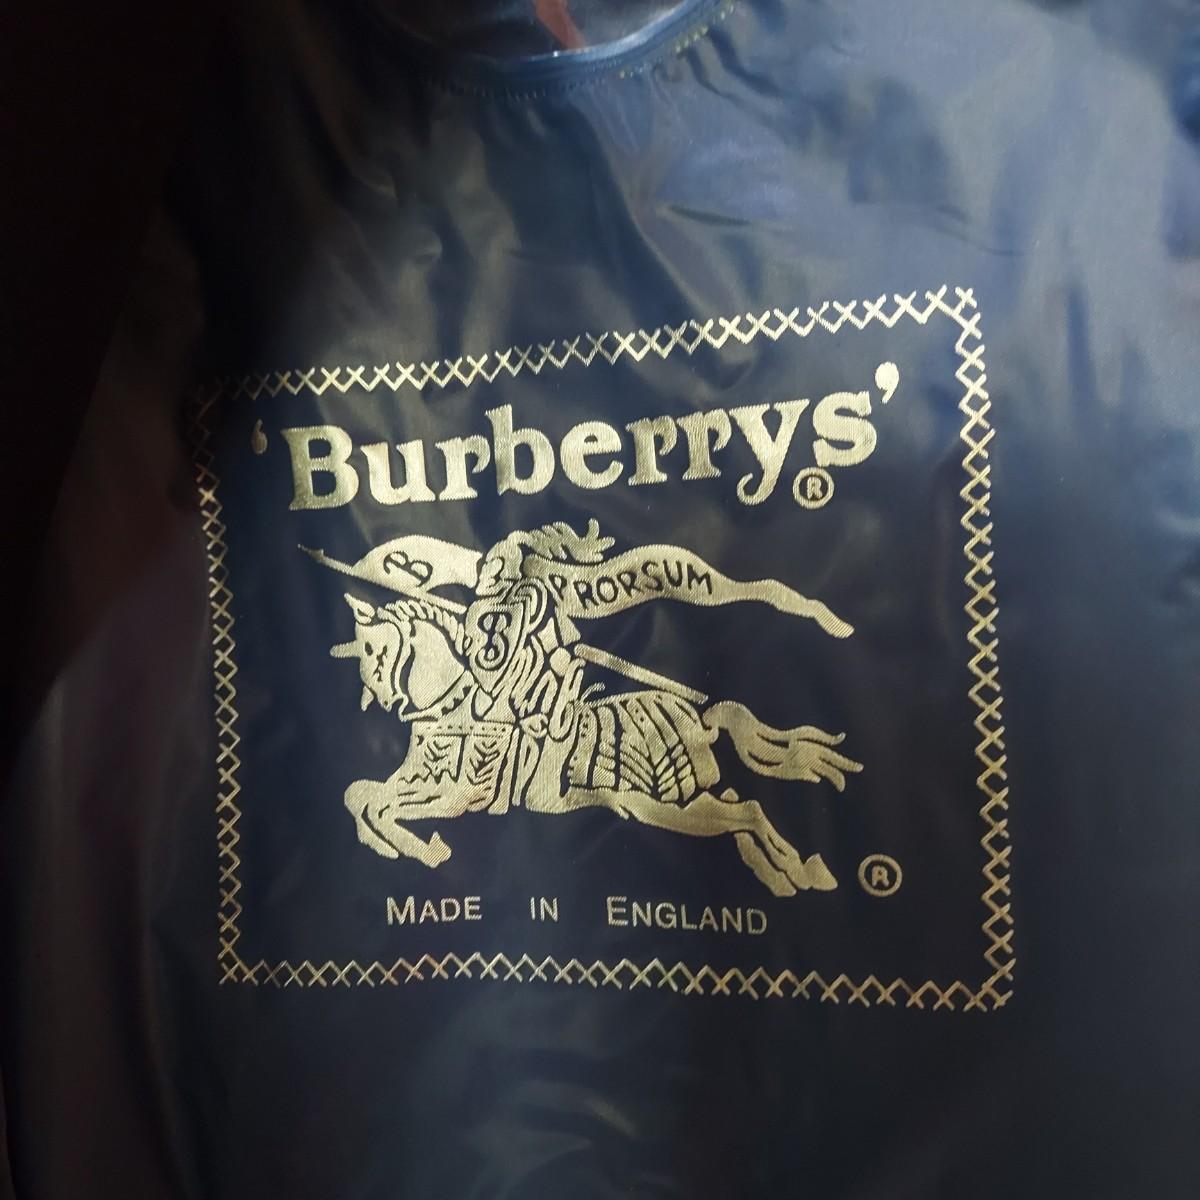 ‘Burberrys’ ®
B
PRORSUM
B
®
MADE IN ENGLAND